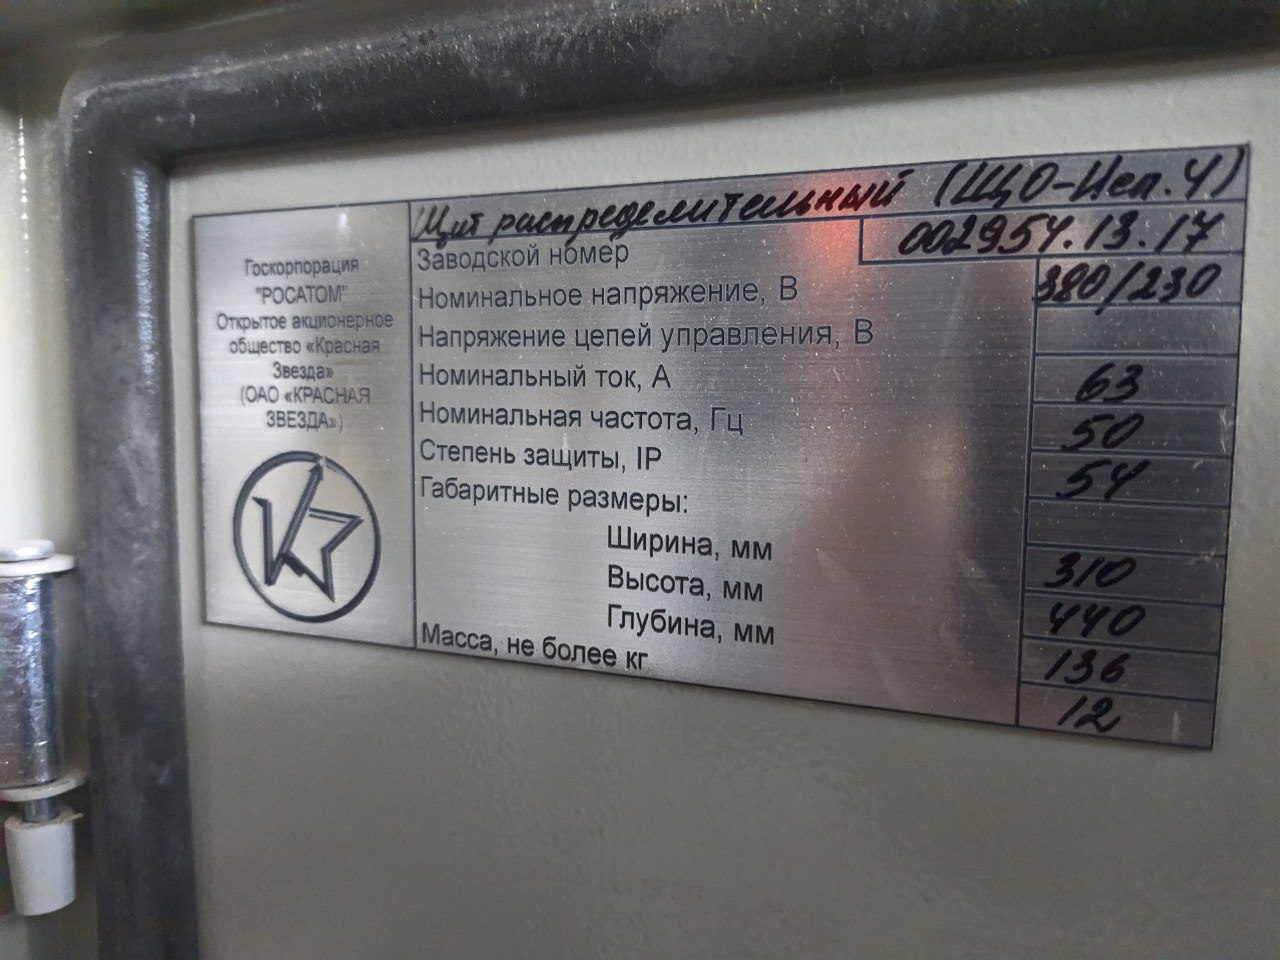 Госкорпорация
"РОСАТОМ"
Открытое акционерное
общество «Красная
Звезда»
(ОАО «КРАСНАЯ
ЗВЕЗДА»)
Щит распределительный (ЩО-Исп.4)
Заводской номер 002954.13.17
Номинальное напряжение, В 380/230
Напряжение цепей управления, В
Номинальный ток, А 63
Номинальная частота, Гц 50
Степень защиты, IP 54
Габаритные размеры:
Ширина, мм 310
Высота, мм 440
Глубина, мм 136
Масса, не более кг 12